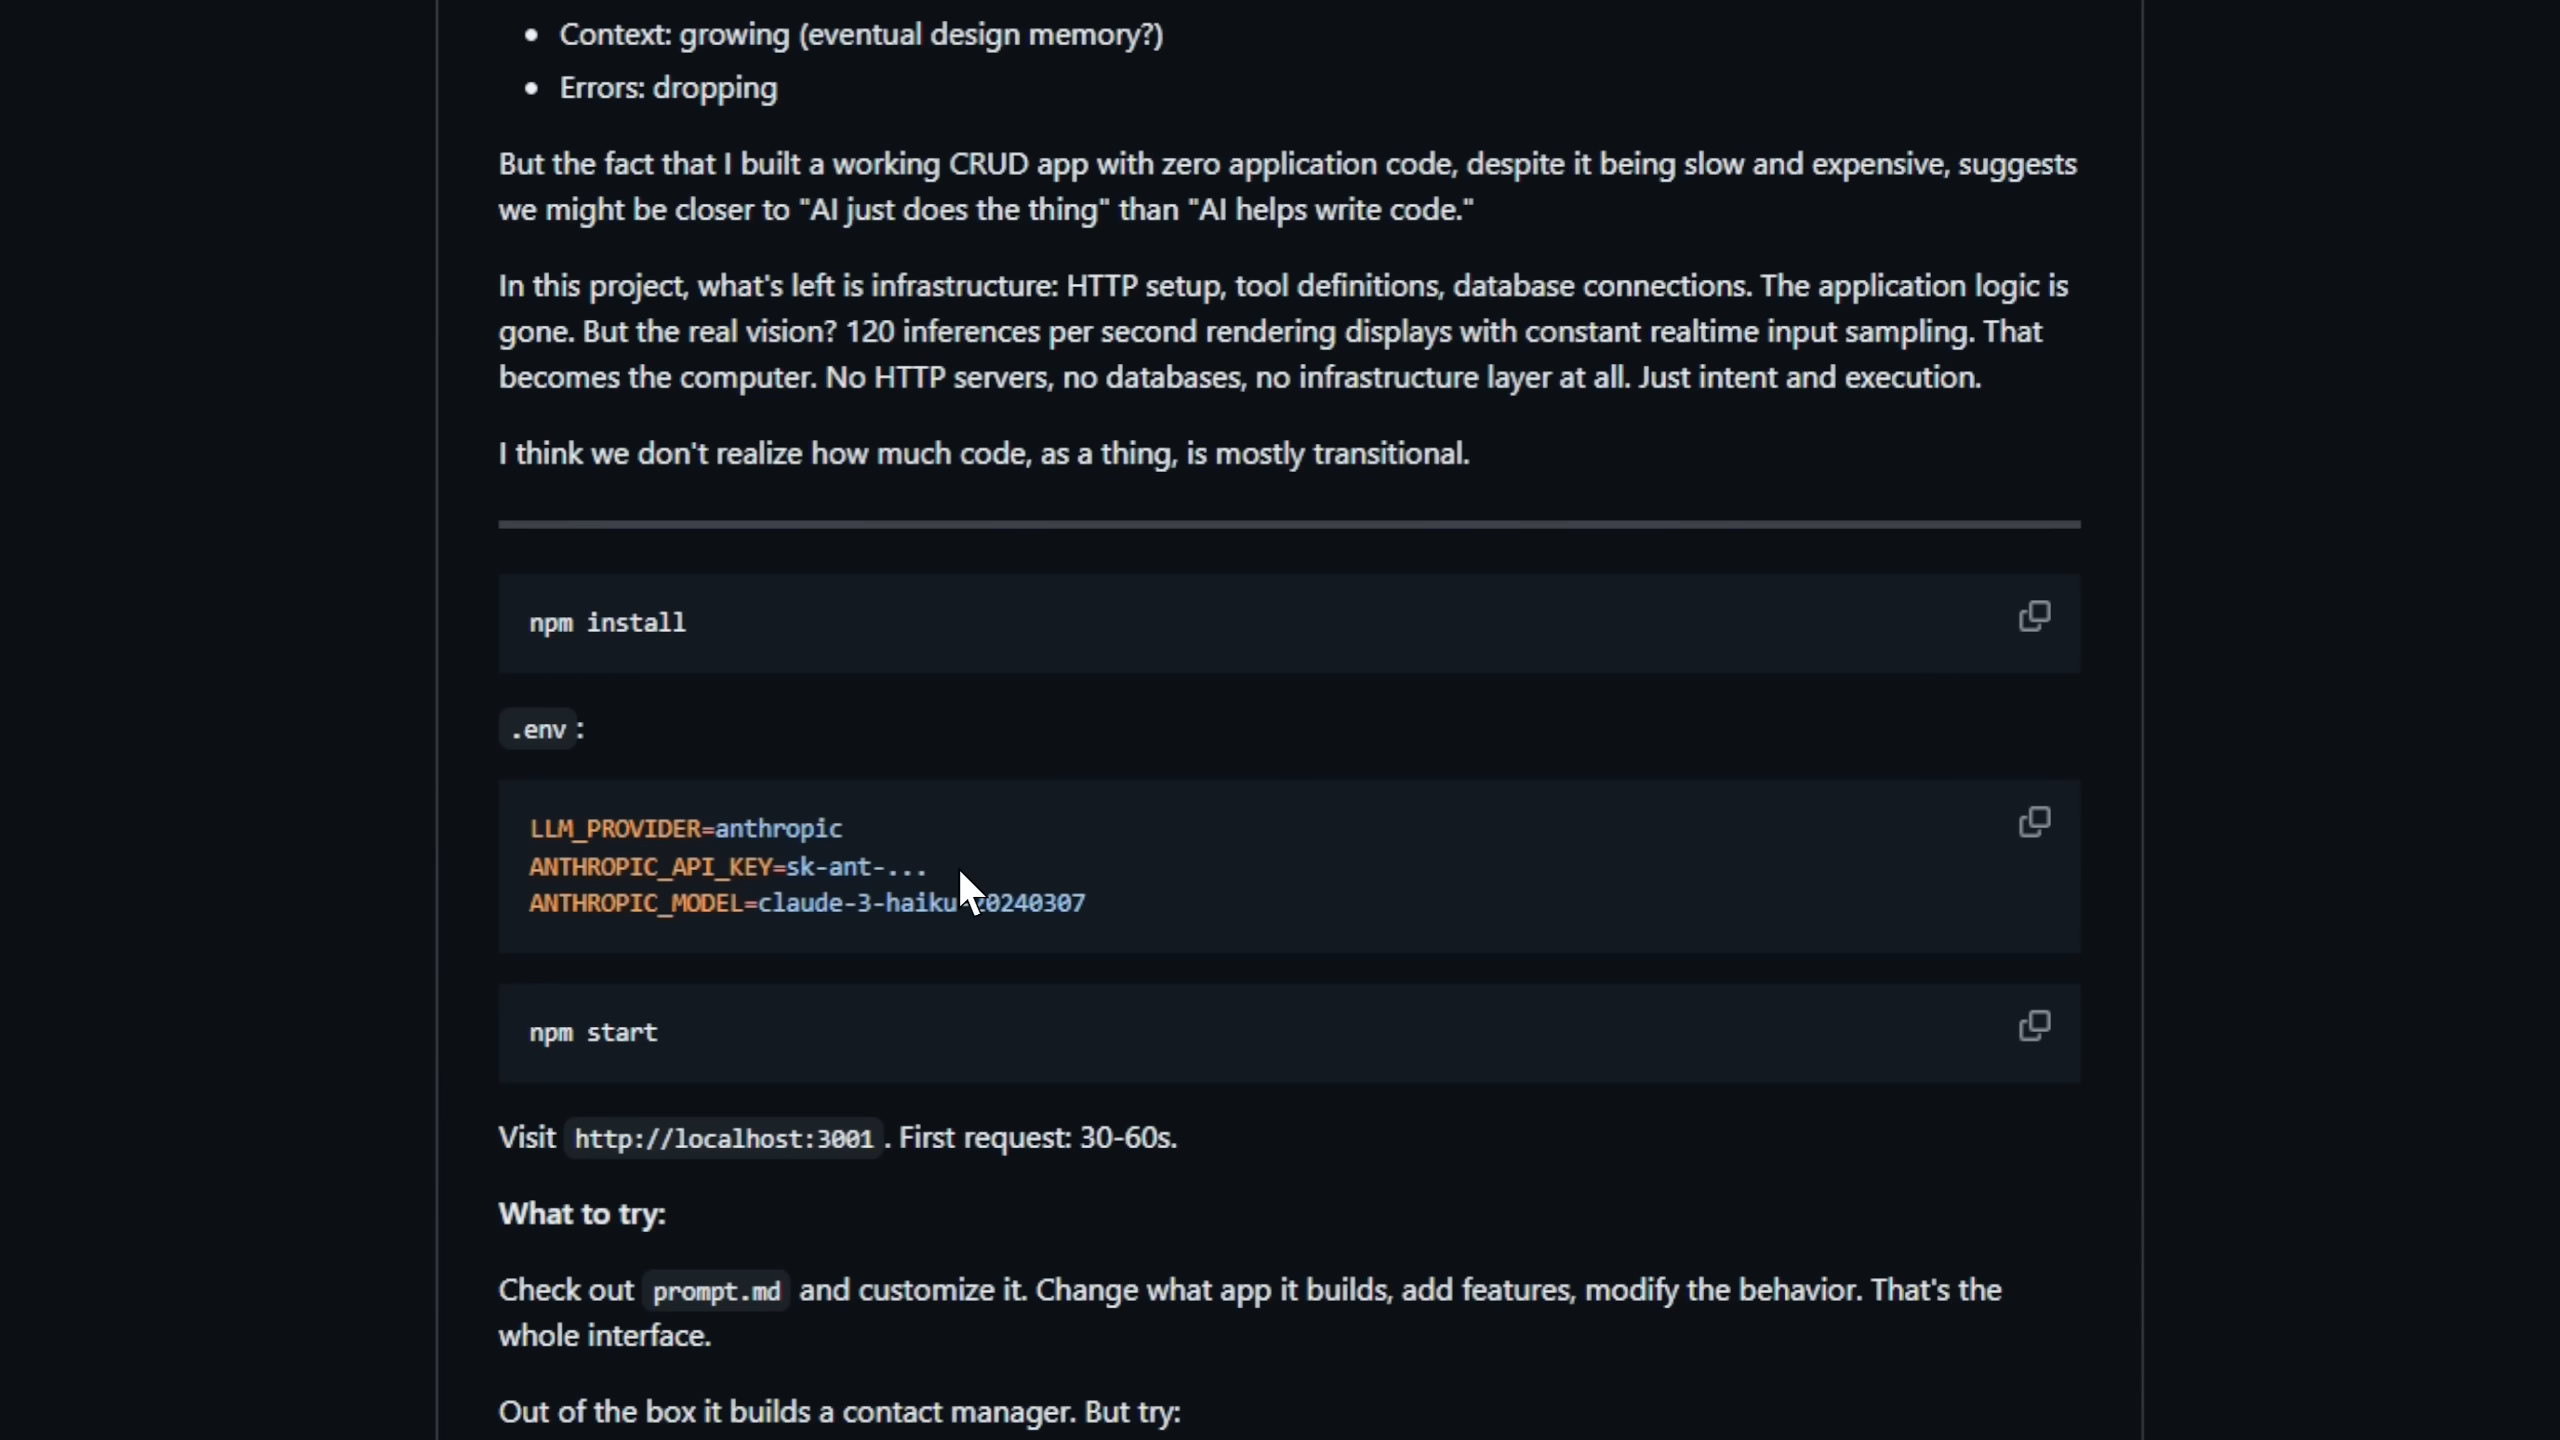 Context: growing (eventual design memory?)
Errors: dropping
But the fact that I built a working CRUD app with zero application code, despite it being slow and expensive, suggests
we might be closer to "AI just does the thing" than "AI helps write code."
In this project, what's left is infrastructure: HTTP setup, tool definitions, database connections. The application logic is
gone. But the real vision? 120 inferences per second rendering displays with constant realtime input sampling. That
becomes the computer. No HTTP servers, no databases, no infrastructure layer at all. Just intent and execution.
I think we don't realize how much code, as a thing, is mostly transitional.
npm install
.env:
LLM_PROVIDER=anthropic
ANTHROPIC_API_KEY=sk-ant-...
ANTHROPIC_MODEL=claude-3-haiku-20240307
npm start
Visit http://localhost:3001. First request: 30-60s.
What to try:
Check out prompt.md and customize it. Change what app it builds, add features, modify the behavior. That's the
whole interface.
Out of the box it builds a contact manager. But try: